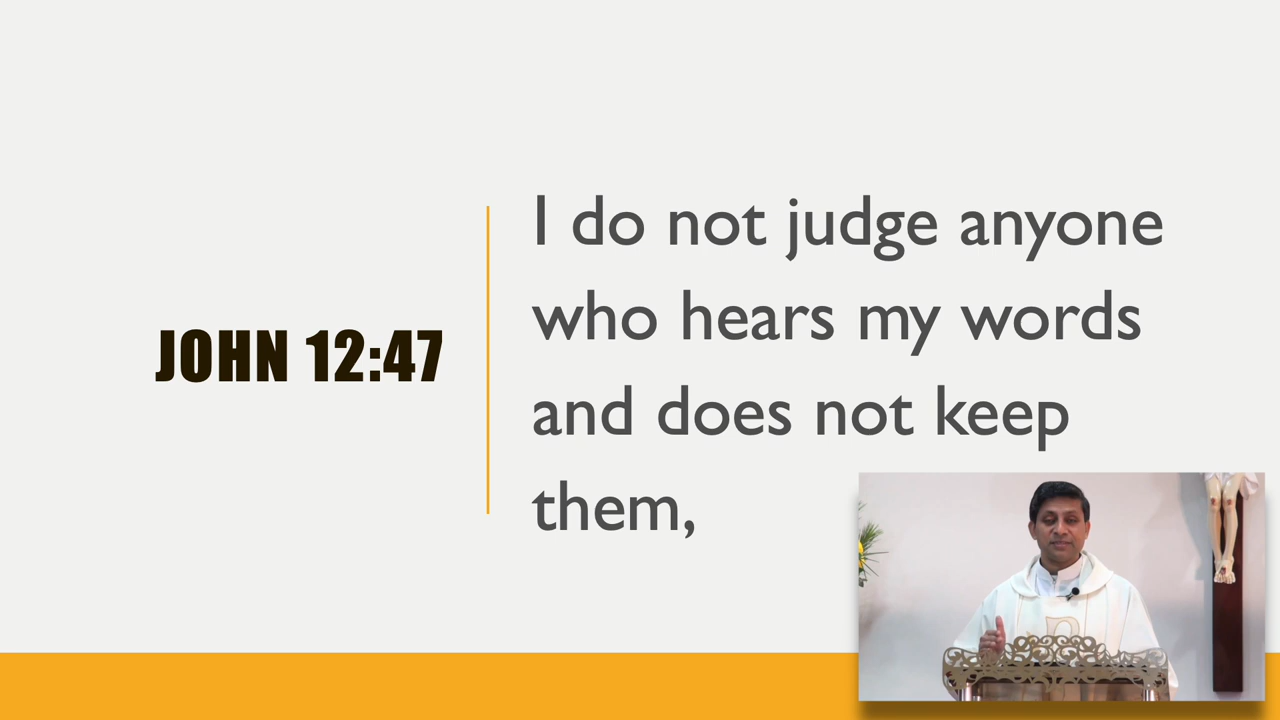 JOHN 12:47
I do not judge anyone
who hears my words
and does not keep
them,